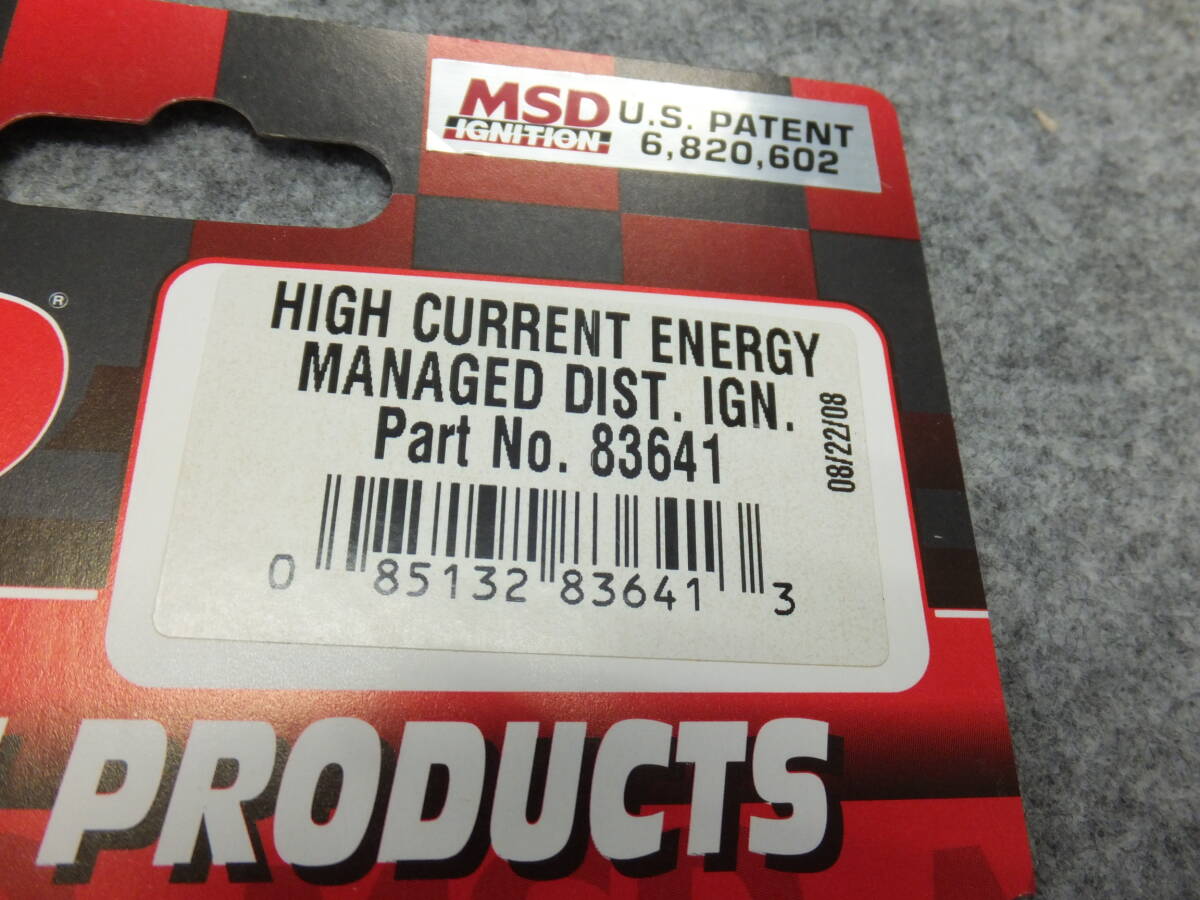 MSD
IGNITION
U.S. PATENT
6,820,602
®
HIGH CURRENT ENERGY
MANAGED DIST. IGN.
Part No. 83641
08/22/08
0 85132 83641 3
PRODUCTS